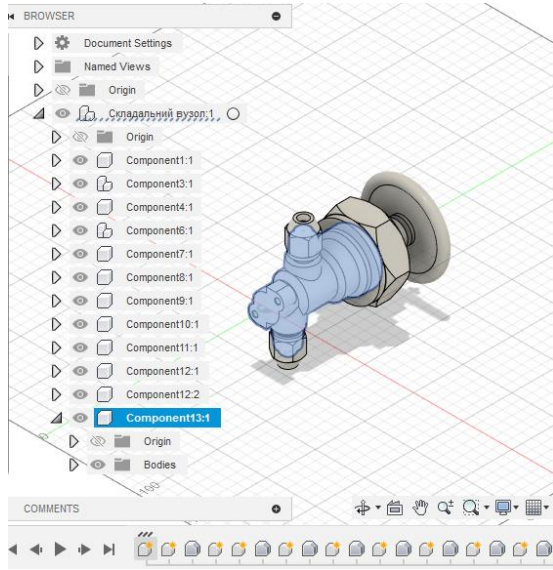 BROWSER
Document Settings
Named Views
Origin
Складальний вузол:1
Origin
Component1:1
Component3:1
Component4:1
Component6:1
Component7:1
Component8:1
Component9:1
Component10:1
Component11:1
Component12:1
Component12:2
Component13:1
Origin
Bodies
100
COMMENTS